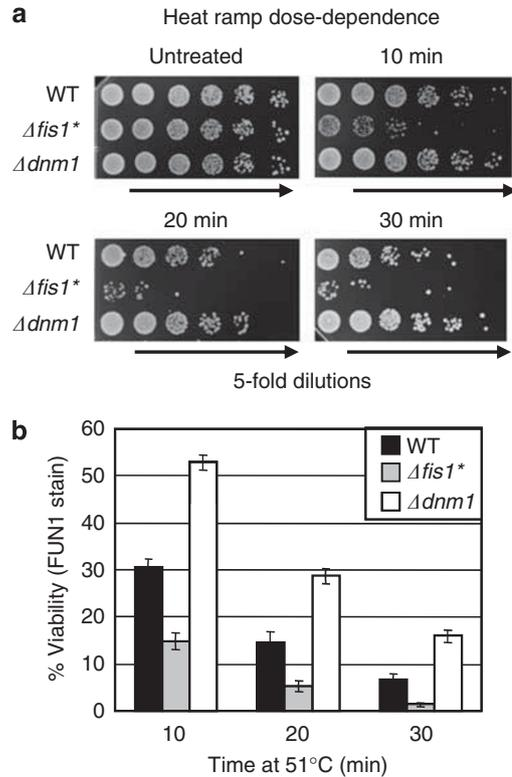 a
Heat ramp dose-dependence
Untreated
10 min
WT
Δfis1*
Δdnm1
20 min
30 min
WT
Δfis1*
Δdnm1
5-fold dilutions
b
% Viability (FUN1 stain)
60
50
40
30
20
10
0
WT
Δfis1*
Δdnm1
10
20
30
Time at 51°C (min)